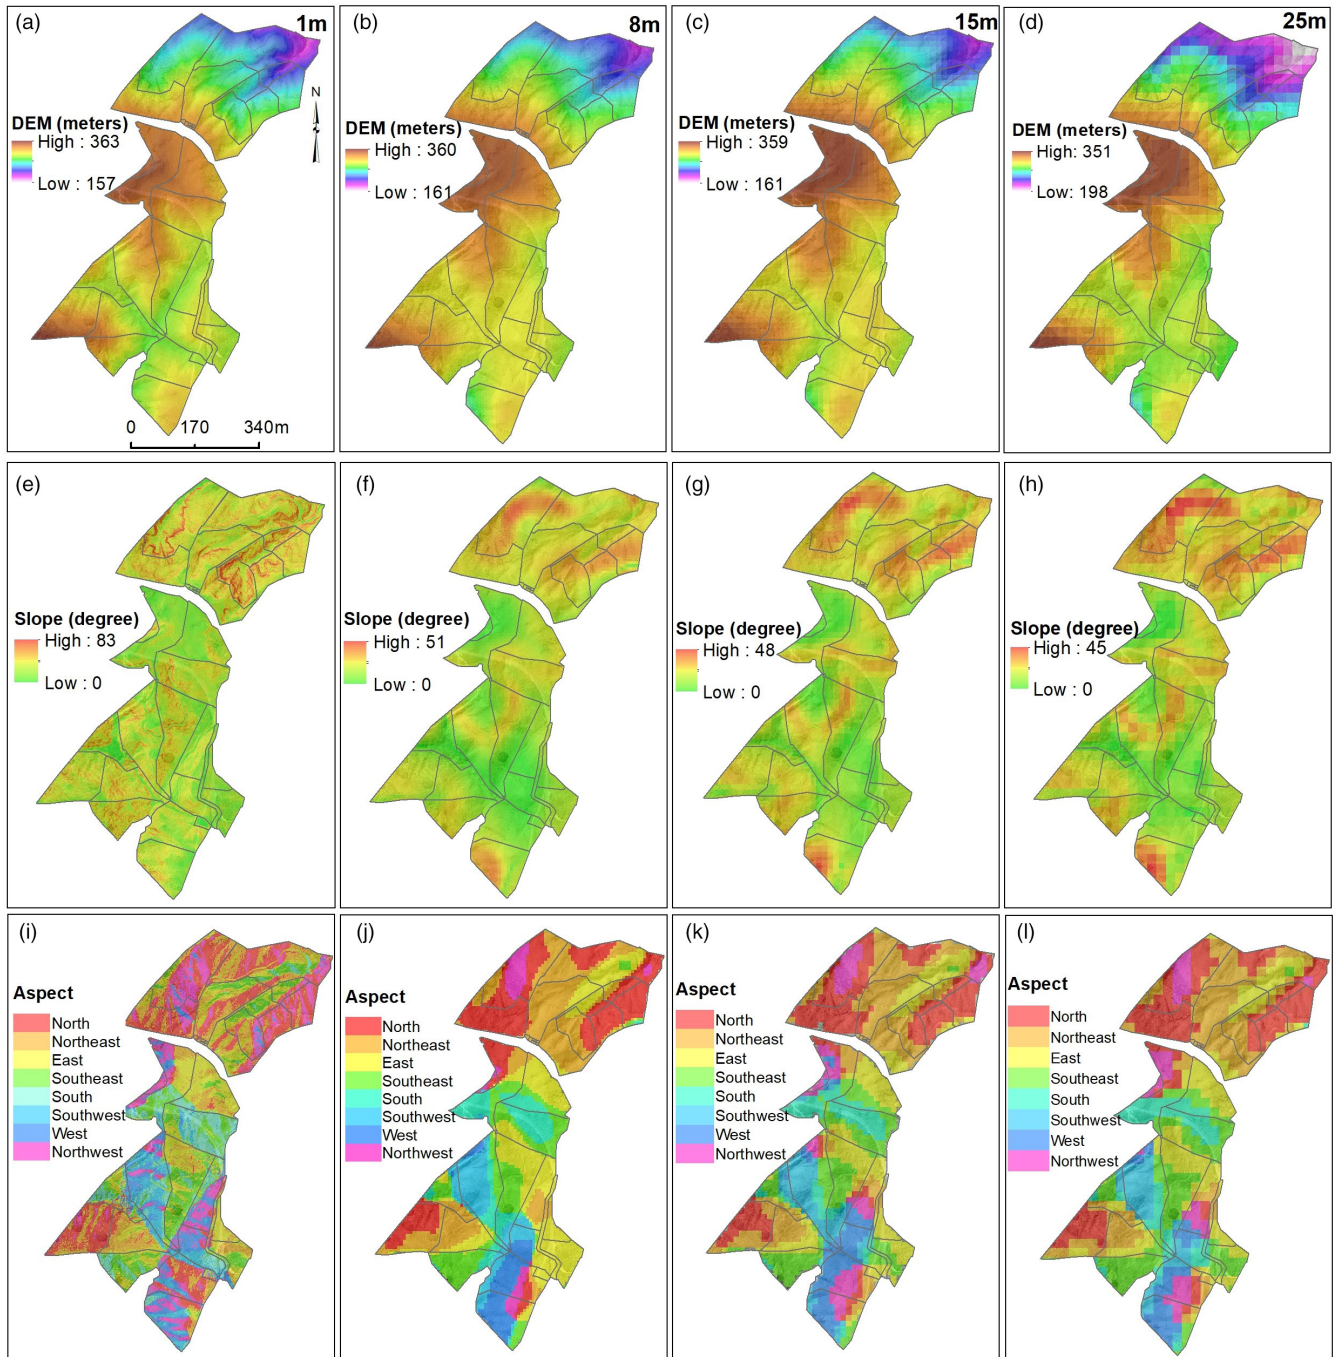 (a)
1m
N
DEM (meters)
High : 363
Low : 157
0 170 340m
(b)
8m
DEM (meters)
High : 360
Low : 161
(c)
15m
DEM (meters)
High : 359
Low : 161
(d)
25m
DEM (meters)
High: 351
Low: 198
(e)
Slope (degree)
High : 83
Low : 0
(f)
Slope (degree)
High : 51
Low : 0
(g)
Slope (degree)
High : 48
Low : 0
(h)
Slope (degree)
High : 45
Low : 0
(i)
Aspect
North
Northeast
East
Southeast
South
Southwest
West
Northwest
(j)
Aspect
North
Northeast
East
Southeast
South
Southwest
West
Northwest
(k)
Aspect
North
Northeast
East
Southeast
South
Southwest
West
Northwest
(l)
Aspect
North
Northeast
East
Southeast
South
Southwest
West
Northwest